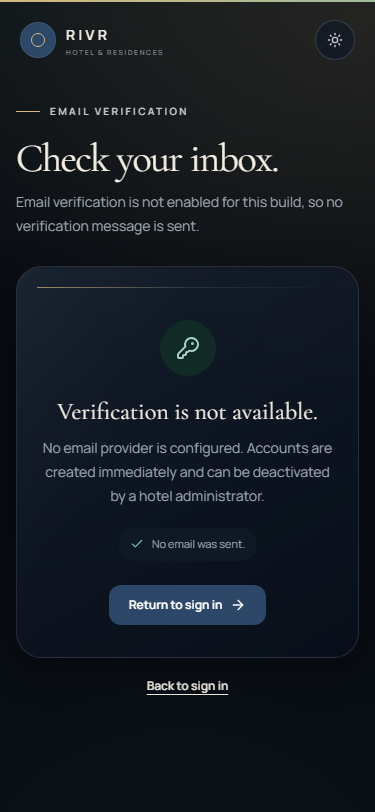 RIVR
HOTEL & RESIDENCES
EMAIL VERIFICATION
Check your inbox.
Email verification is not enabled for this build, so no
verification message is sent.
Verification is not available.
No email provider is configured. Accounts are
created immediately and can be deactivated
by a hotel administrator.
No email was sent.
Return to sign in
Back to sign in